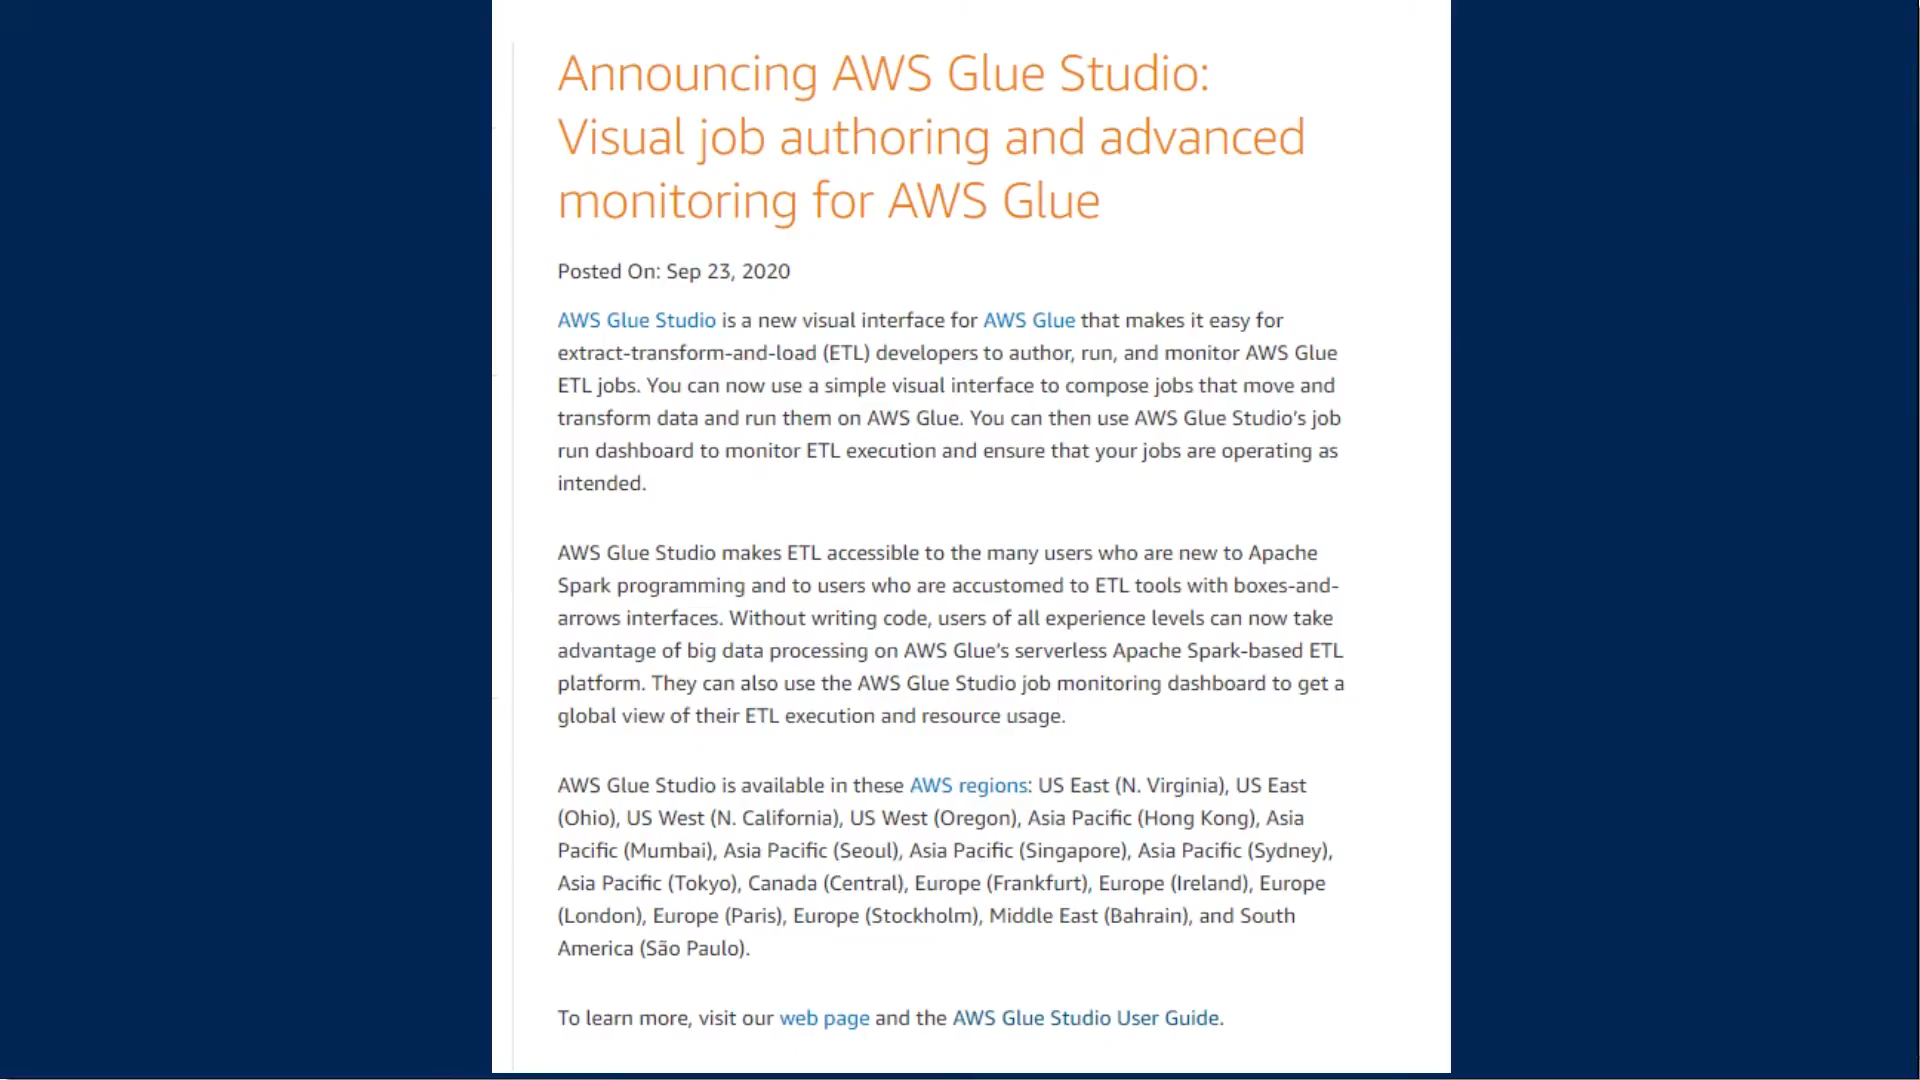 Announcing AWS Glue Studio:
Visual job authoring and advanced
monitoring for AWS Glue
Posted On: Sep 23, 2020
AWS Glue Studio is a new visual interface for AWS Glue that makes it easy for
extract-transform-and-load (ETL) developers to author, run, and monitor AWS Glue
ETL jobs. You can now use a simple visual interface to compose jobs that move and
transform data and run them on AWS Glue. You can then use AWS Glue Studio’s job
run dashboard to monitor ETL execution and ensure that your jobs are operating as
intended.
AWS Glue Studio makes ETL accessible to the many users who are new to Apache
Spark programming and to users who are accustomed to ETL tools with boxes-and-
arrows interfaces. Without writing code, users of all experience levels can now take
advantage of big data processing on AWS Glue’s serverless Apache Spark-based ETL
platform. They can also use the AWS Glue Studio job monitoring dashboard to get a
global view of their ETL execution and resource usage.
AWS Glue Studio is available in these AWS regions: US East (N. Virginia), US East
(Ohio), US West (N. California), US West (Oregon), Asia Pacific (Hong Kong), Asia
Pacific (Mumbai), Asia Pacific (Seoul), Asia Pacific (Singapore), Asia Pacific (Sydney),
Asia Pacific (Tokyo), Canada (Central), Europe (Frankfurt), Europe (Ireland), Europe
(London), Europe (Paris), Europe (Stockholm), Middle East (Bahrain), and South
America (São Paulo).
To learn more, visit our web page and the AWS Glue Studio User Guide.